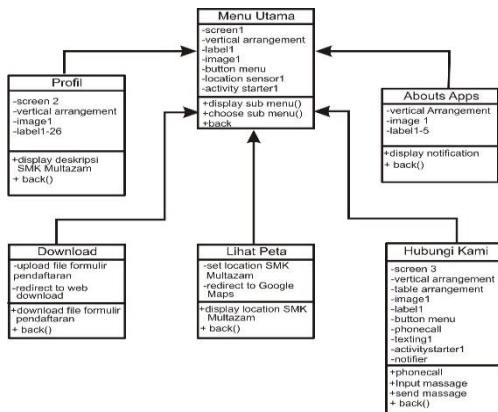 Menu Utama
-screen1
-vertical arrangement
-label1
-image1
-button menu
-location sensor1
-activity starter1
+display sub menu()
+choose sub menu()
+back
Profil
-screen 2
-vertical arrangement
-image1
-label1-26
+display deskripsi
SMK Multazam
+ back()
Abouts Apps
-vertical Arrangement
-image 1
-label1-5
+display notification
+ back()
Download
-upload file formulir
pendaftaran
-redirect to web
download
+download file formulir
pendaftaran
+ back()
Lihat Peta
-set location SMK
Multazam
-redirect to Google
Maps
+display location SMK
Multazam
+ back()
Hubungi Kami
-screen 3
-vertical arrangement
-table arrangement
-image1
-label1
-button menu
-phonecall
-texting1
-activitystarter1
-notifier
+phonecall
+Input massage
+send massage
+ back()